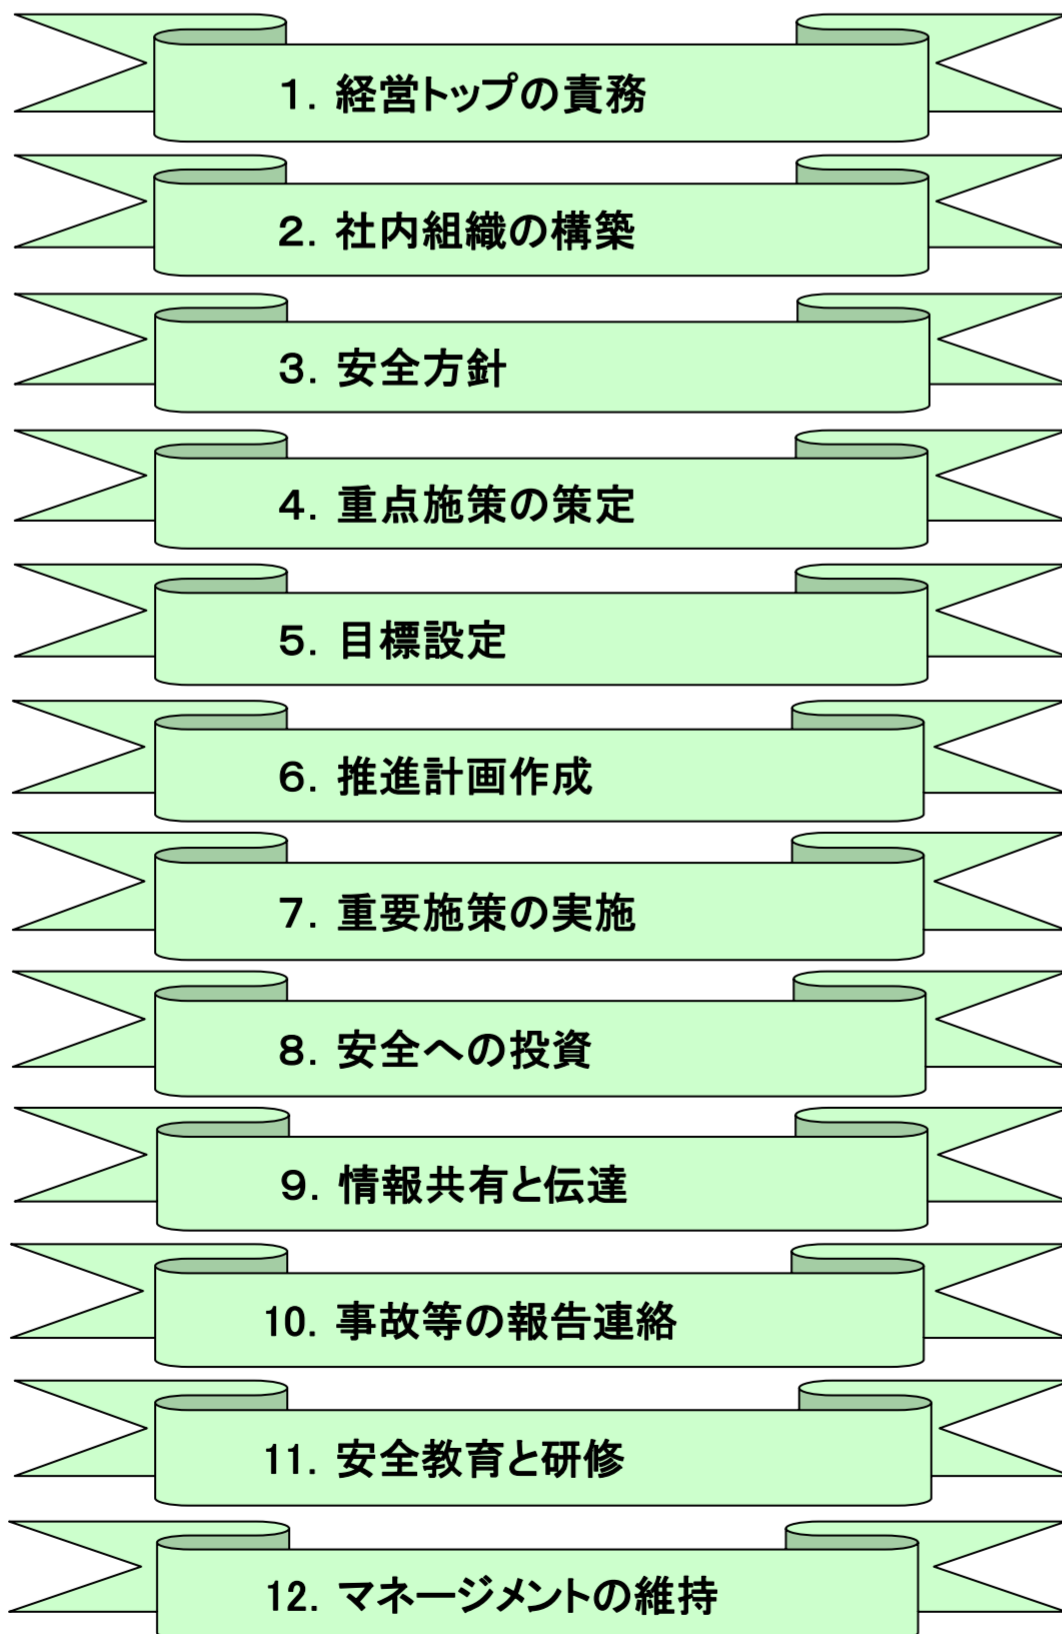 1. 経営トップの責務
2. 社内組織の構築
3. 安全方針
4. 重点施策の策定
5. 目標設定
6. 推進計画作成
7. 重要施策の実施
8. 安全への投資
9. 情報共有と伝達
10. 事故等の報告連絡
11. 安全教育と研修
12. マネージメントの維持